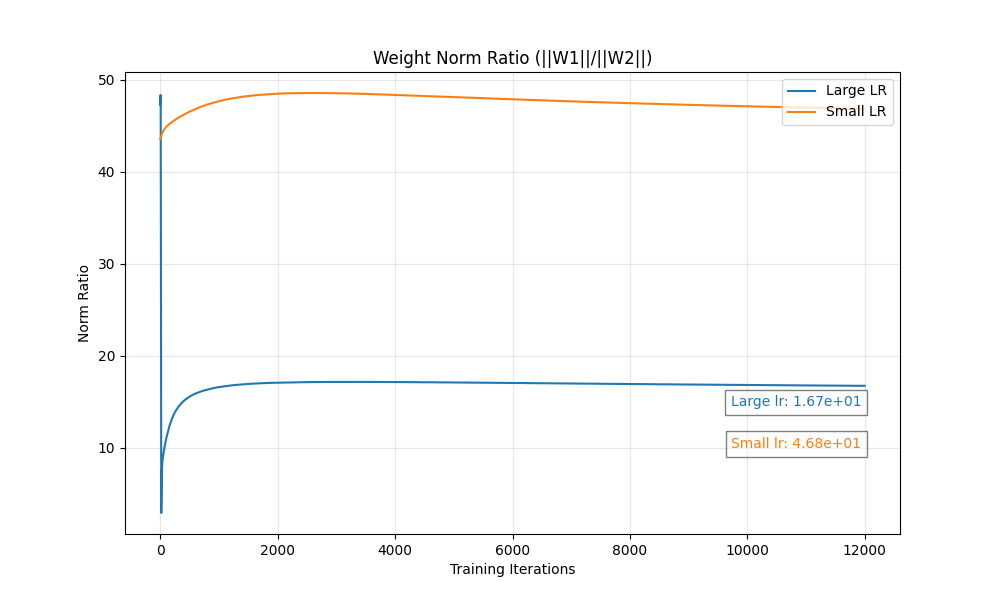 Weight Norm Ratio (||W1||/||W2||)
Large LR
Small LR
Norm Ratio
50
40
30
20
10
Large lr: 1.67e+01
Small lr: 4.68e+01
0
2000
4000
6000
8000
10000
12000
Training Iterations